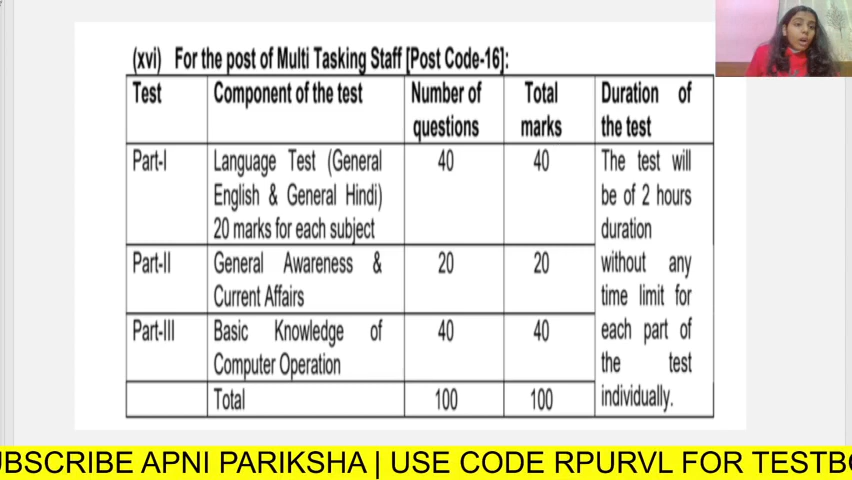 (xvi) For the post of Multi Tasking Staff [Post Code-16]:
Test Component of the test Number of questions Total marks Duration of the test
Part-I Language Test (General English & General Hindi) 20 marks for each subject 40 40 The test will be of 2 hours duration without any time limit for each part of the test individually.
Part-II General Awareness & Current Affairs 20 20
Part-III Basic Knowledge of Computer Operation 40 40
Total 100 100
UBSCRIBE APNI PARIKSHA | USE CODE RPURVL FOR TESTBO